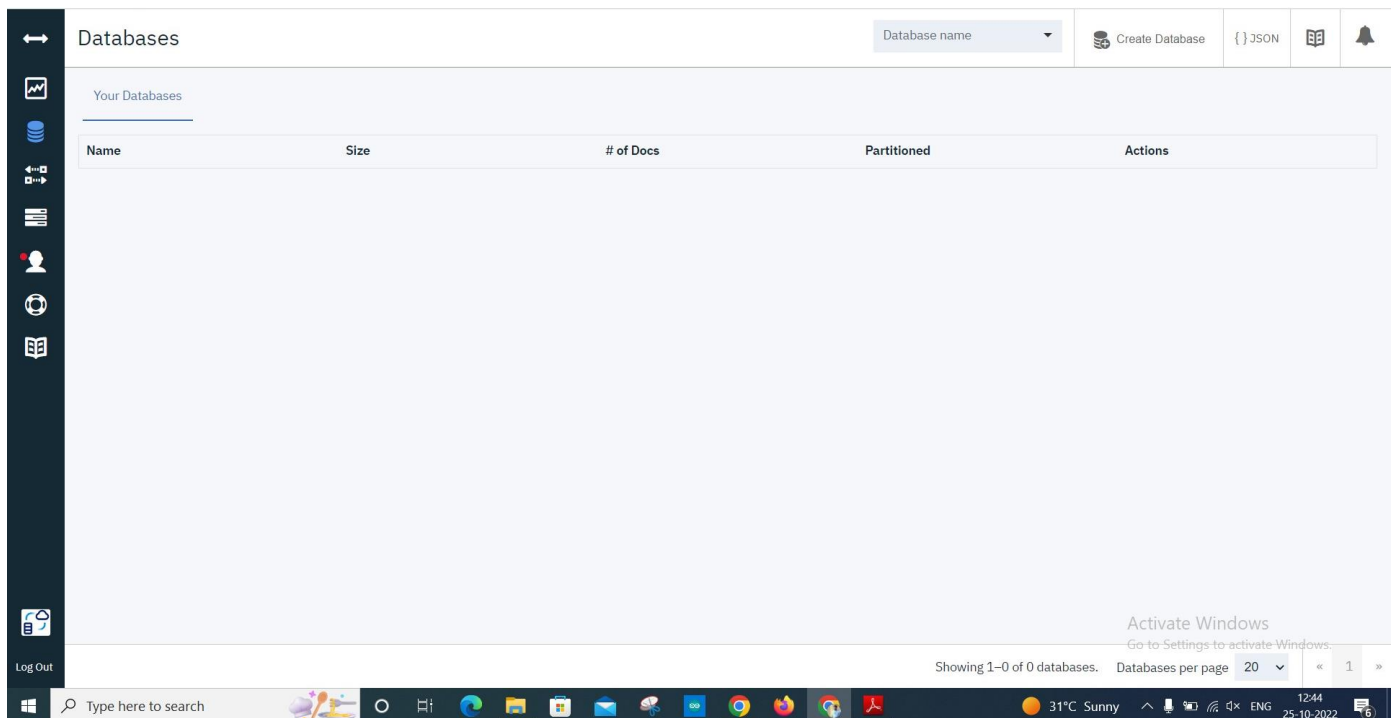 Databases
Database name
Create Database
{ } JSON
Your Databases
Name Size # of Docs Partitioned Actions
Activate Windows
Go to Settings to activate Windows.
Log Out
Showing 1–0 of 0 databases. Databases per page 20 « 1 »
Type here to search
31°C Sunny
ENG
12:44
25-10-2022
6